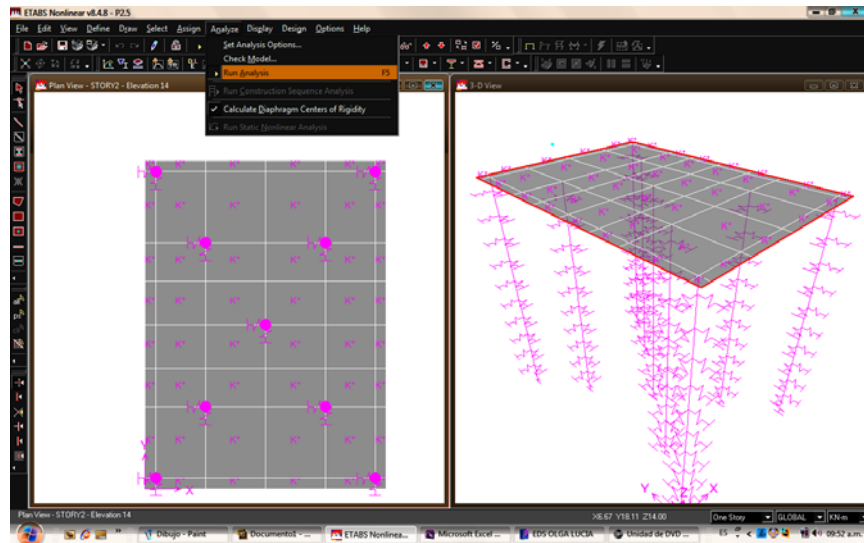 ETABS Nonlinear v8.4.8 - P2.5
File Edit View Define Draw Select Assign Analyze Display Design Options Help
Set Analysis Options...
Check Model...
Run Analysis F5
Run Construction Sequence Analysis
Calculate Diaphragm Centers of Rigidity
Run Static Nonlinear Analysis
Plan View - STORY2 - Elevation 14
3-D View
Y X
Y Z X
Plan View - STORY2 - Elevation 14
X6.67 Y18.11 Z14.00
One Story
GLOBAL
KN-m
Dibujo - Paint
Documento1 - ...
ETABS Nonlinea...
Microsoft Excel ...
EDS OLGA LUCIA
Unidad de DVD ...
ES
09:52 a.m.